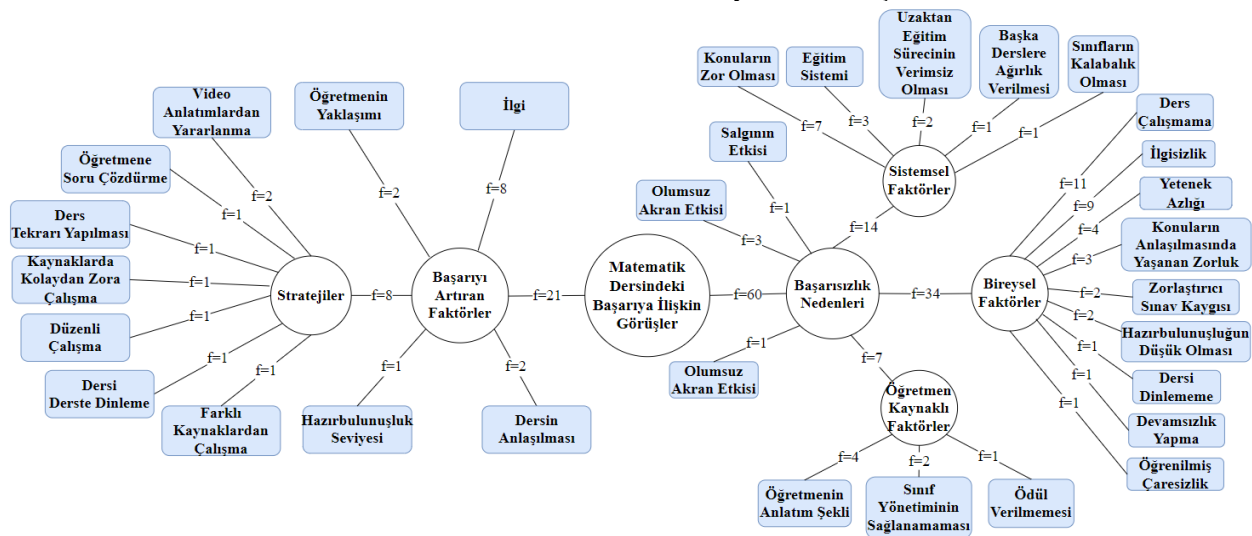 Video
Anlatımlardan
Yararlanma
f=2
Öğretmene
Soru Çözdürme
f=1
Ders
Tekrarı Yapılması
f=1
Kaynaklarda
Kolaydan Zora
Çalışma
f=1
Düzenli
Çalışma
f=1
Dersi
Derste Dinleme
f=1
Farklı
Kaynaklardan
Çalışma
f=1
Stratejiler
f=8
Öğretmenin
Yaklaşımı
f=2
İlgi
f=8
Başarıyı
Artıran
Faktörler
f=1
Hazırbulunuşluk
Seviyesi
f=2
Dersin
Anlaşılması
f=21
Matematik
Dersindeki
Başarıya İlişkin
Görüşler
f=60
Başarısızlık
Nedenleri
Salgının
Etkisi
f=1
Olumsuz
Akran Etkisi
f=3
f=1
Olumsuz
Akran Etkisi
f=14
Sistemsel
Faktörler
Konuların
Zor Olması
f=7
Eğitim
Sistemi
f=3
Uzaktan
Eğitim
Sürecinin
Verimsiz
Olması
f=2
Başka
Derslere
Ağırlık
Verilmesi
f=1
Sınıfların
Kalabalık
Olması
f=1
f=7
Öğretmen
Kaynaklı
Faktörler
f=4
Öğretmenin
Anlatım Şekli
f=2
Sınıf
Yönetiminin
Sağlanamaması
f=1
Ödül
Verilmemesi
f=34
Bireysel
Faktörler
Ders
Çalışmama
f=11
İlgisizlik
f=9
Yetenek
Azlığı
f=4
Konuların
Anlaşılmasında
Yaşanan Zorluk
f=3
Zorlaştırıcı
Sınav Kaygısı
f=2
Hazırbulunuşluğun
Düşük Olması
f=2
Dersi
Dinlememe
f=1
Devamsızlık
Yapma
f=1
Öğrenilmiş
Çaresizlik
f=1